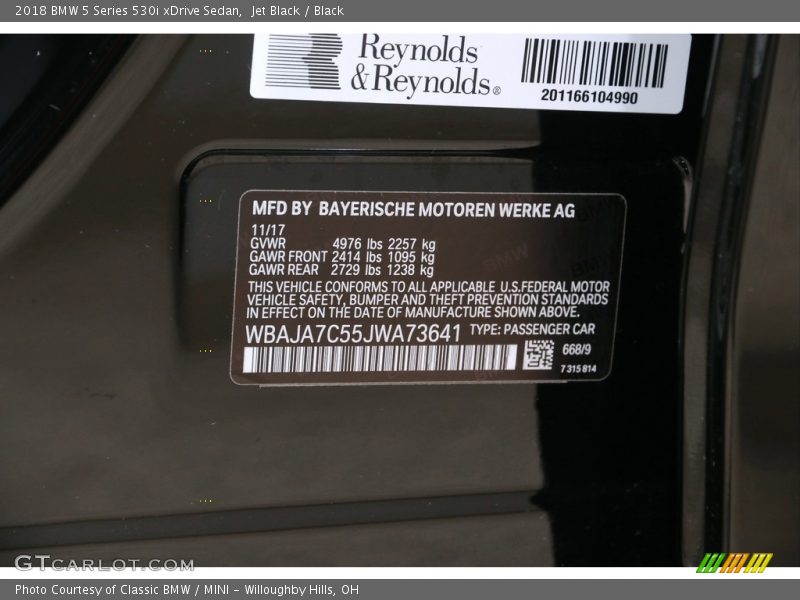 2018 BMW 5 Series 530i xDrive Sedan, Jet Black / Black
Reynolds
& Reynolds®
201166104990
MFD BY BAYERISCHE MOTOREN WERKE AG
11/17
GVWR 4976 lbs 2257 kg
GAWR FRONT 2414 lbs 1095 kg
GAWR REAR 2729 lbs 1238 kg
THIS VEHICLE CONFORMS TO ALL APPLICABLE U.S.FEDERAL MOTOR
VEHICLE SAFETY, BUMPER AND THEFT PREVENTION STANDARDS
IN EFFECT ON THE DATE OF MANUFACTURE SHOWN ABOVE.
WBAJA7C55JWA73641 TYPE: PASSENGER CAR
668/9
7 315 814
GTCARLOT.COM
Photo Courtesy of Classic BMW / MINI - Willoughby Hills, OH